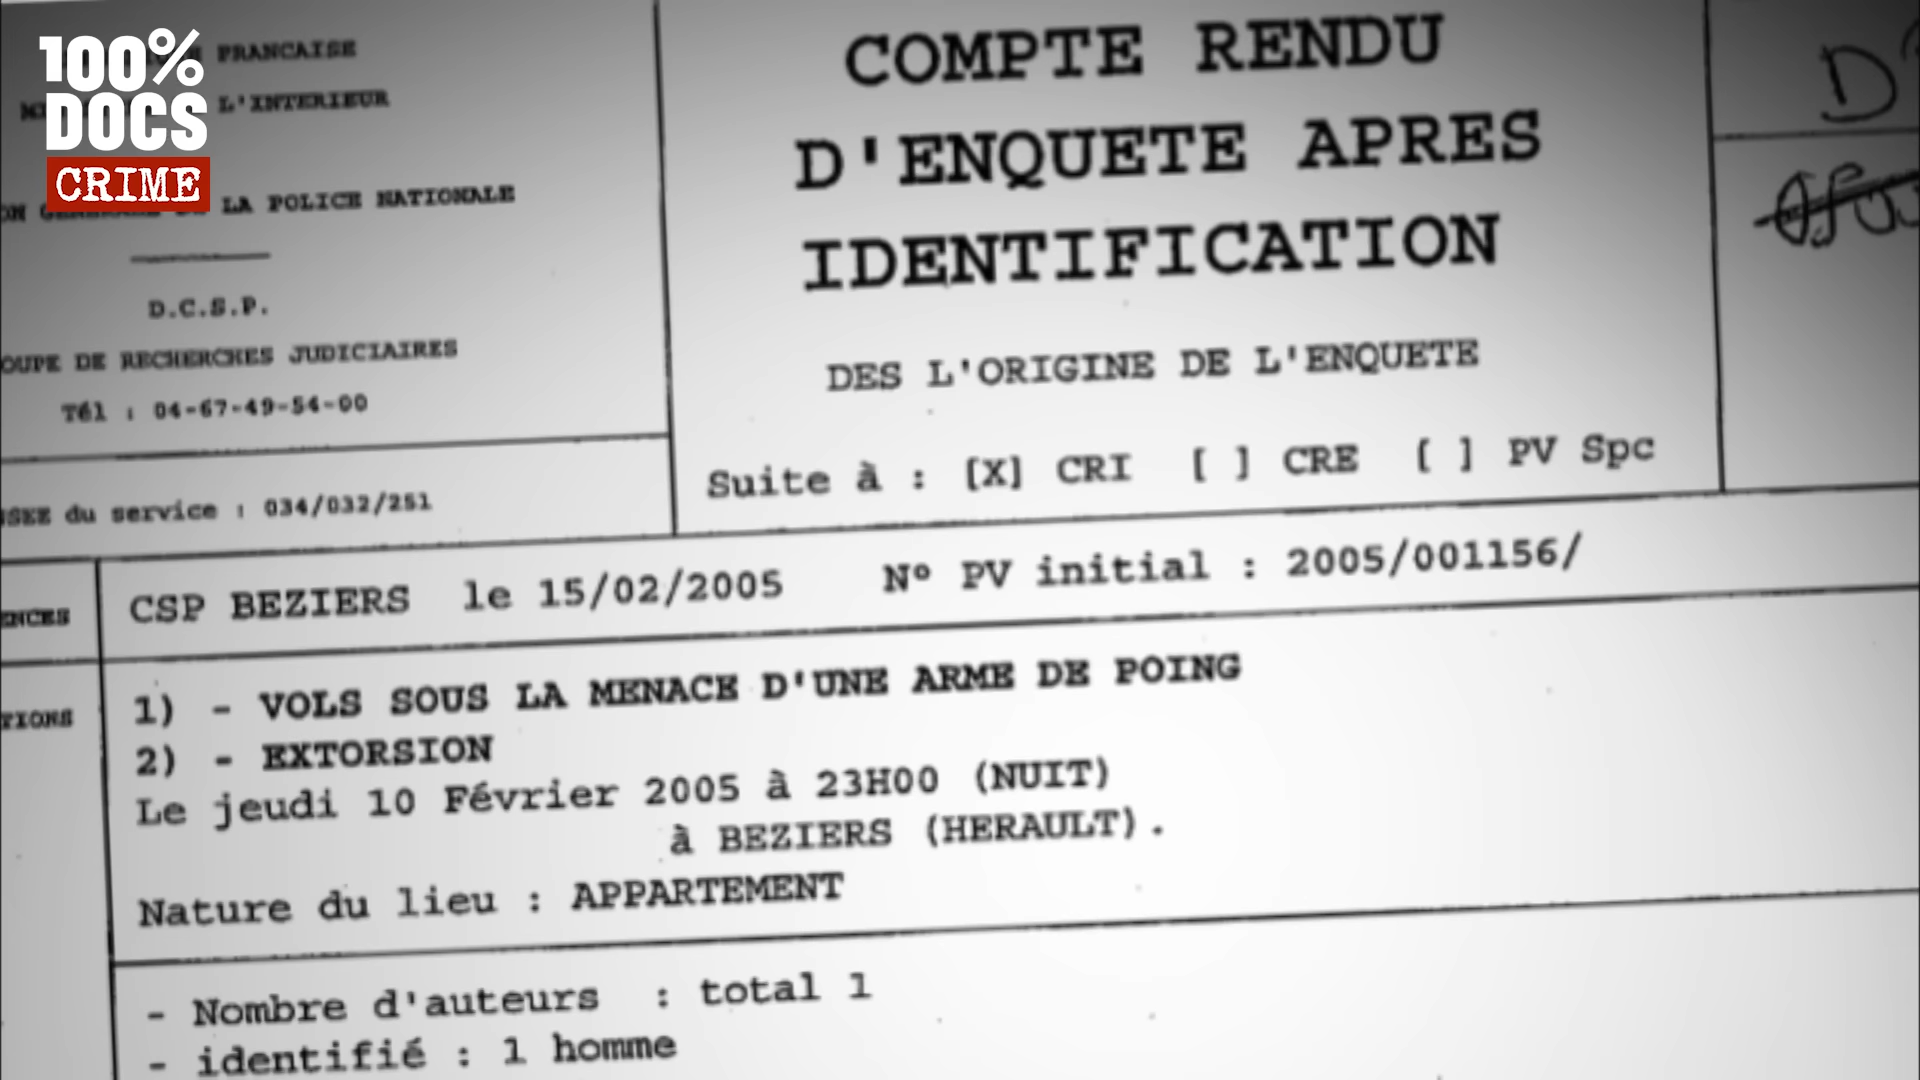 100%
DOCS
CRIME
FRANCAISE
L'INTERIEUR
LA POLICE NATIONALE
D.C.S.P.
OUPE DE RECHERCHES JUDICIAIRES
Tél : 04-67-49-54-00
NSEE du service : 034/032/251
COMPTE RENDU
D'ENQUETE APRES
IDENTIFICATION
DES L'ORIGINE DE L'ENQUETE
Suite à : [X] CRI [ ] CRE [ ] PV Spc
D
ENCES
CSP BEZIERS le 15/02/2005 N° PV initial : 2005/001156/
TIONS
1) - VOLS SOUS LA MENACE D'UNE ARME DE POING
2) - EXTORSION
Le jeudi 10 Février 2005 à 23H00 (NUIT)
à BEZIERS (HERAULT).
Nature du lieu : APPARTEMENT
- Nombre d'auteurs : total 1
- identifié : 1 homme